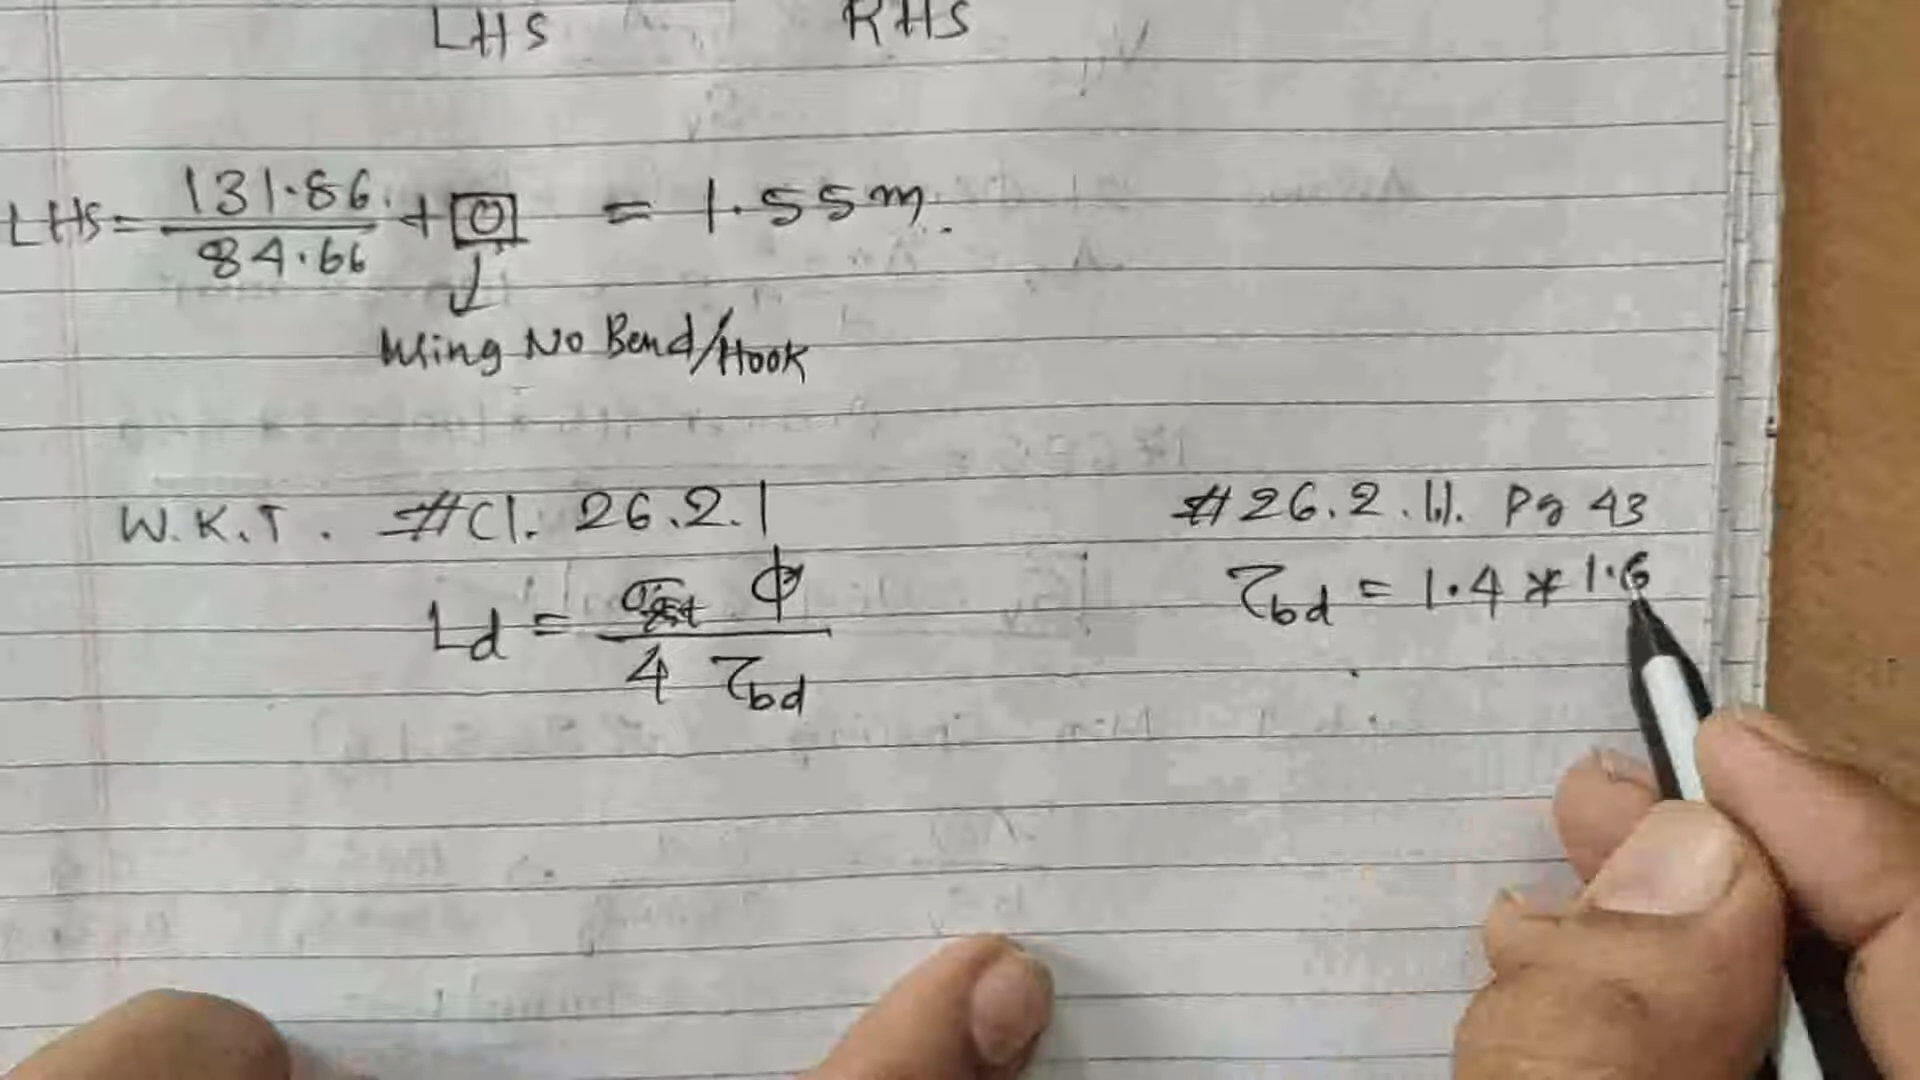 LHS RHS
LHS = 131.86 / 84.66 + 0 = 1.55m.
Using No Bend/Hook
W.K.T. #Cl. 26.2.1
#26.2.1.1. Pg 43
Ld = σst φ / 4 τbd
τbd = 1.4 * 1.6